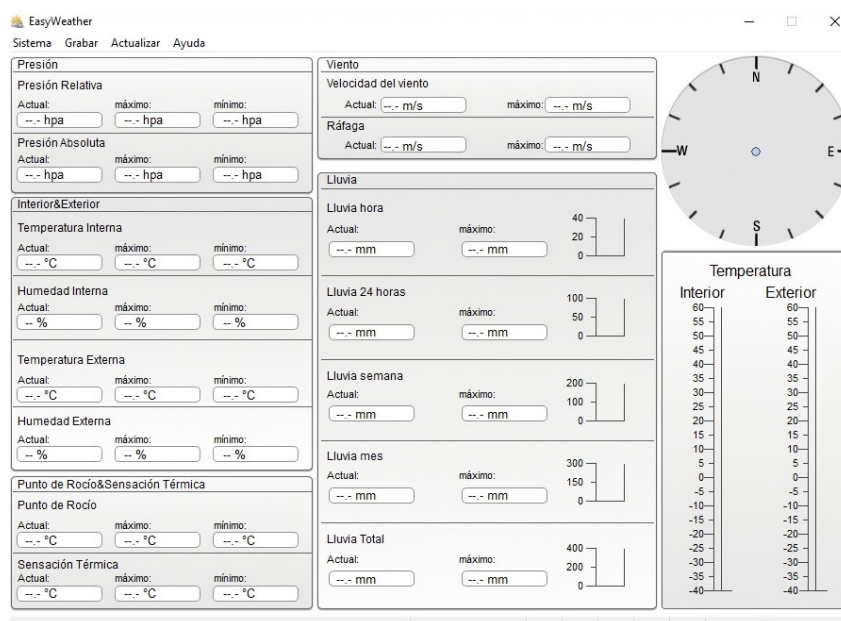 EasyWeather
Sistema Grabar Actualizar Ayuda
Presión
Presión Relativa
Actual: máximo: mínimo:
--.- hpa --.- hpa --.- hpa
Presión Absoluta
Actual: máximo: mínimo:
--.- hpa --.- hpa --.- hpa
Interior&Exterior
Temperatura Interna
Actual: máximo: mínimo:
--.- °C --.- °C --.- °C
Humedad Interna
Actual: máximo: mínimo:
-- % -- % -- %
Temperatura Externa
Actual: máximo: mínimo:
--.- °C --.- °C --.- °C
Humedad Externa
Actual: máximo: mínimo:
-- % -- % -- %
Punto de Rocío&Sensación Térmica
Punto de Rocío
Actual: máximo: mínimo:
--.- °C --.- °C --.- °C
Sensación Térmica
Actual: máximo: mínimo:
--.- °C --.- °C --.- °C
Viento
Velocidad del viento
Actual: --.- m/s máximo: --.- m/s
Ráfaga
Actual: --.- m/s máximo: --.- m/s
Lluvia
Lluvia hora
Actual: máximo:
--.- mm --.- mm
40
20
0
Lluvia 24 horas
Actual: máximo:
--.- mm --.- mm
100
50
0
Lluvia semana
Actual: máximo:
--.- mm --.- mm
200
100
0
Lluvia mes
Actual: máximo:
--.- mm --.- mm
300
150
0
Lluvia Total
Actual: máximo:
--.- mm --.- mm
400
200
0
N
W E
S
Temperatura
Interior Exterior
60 60
55 55
50 50
45 45
40 40
35 35
30 30
25 25
20 20
15 15
10 10
5 5
0 0
-5 -5
-10 -10
-15 -15
-20 -20
-25 -25
-30 -30
-35 -35
-40 -40